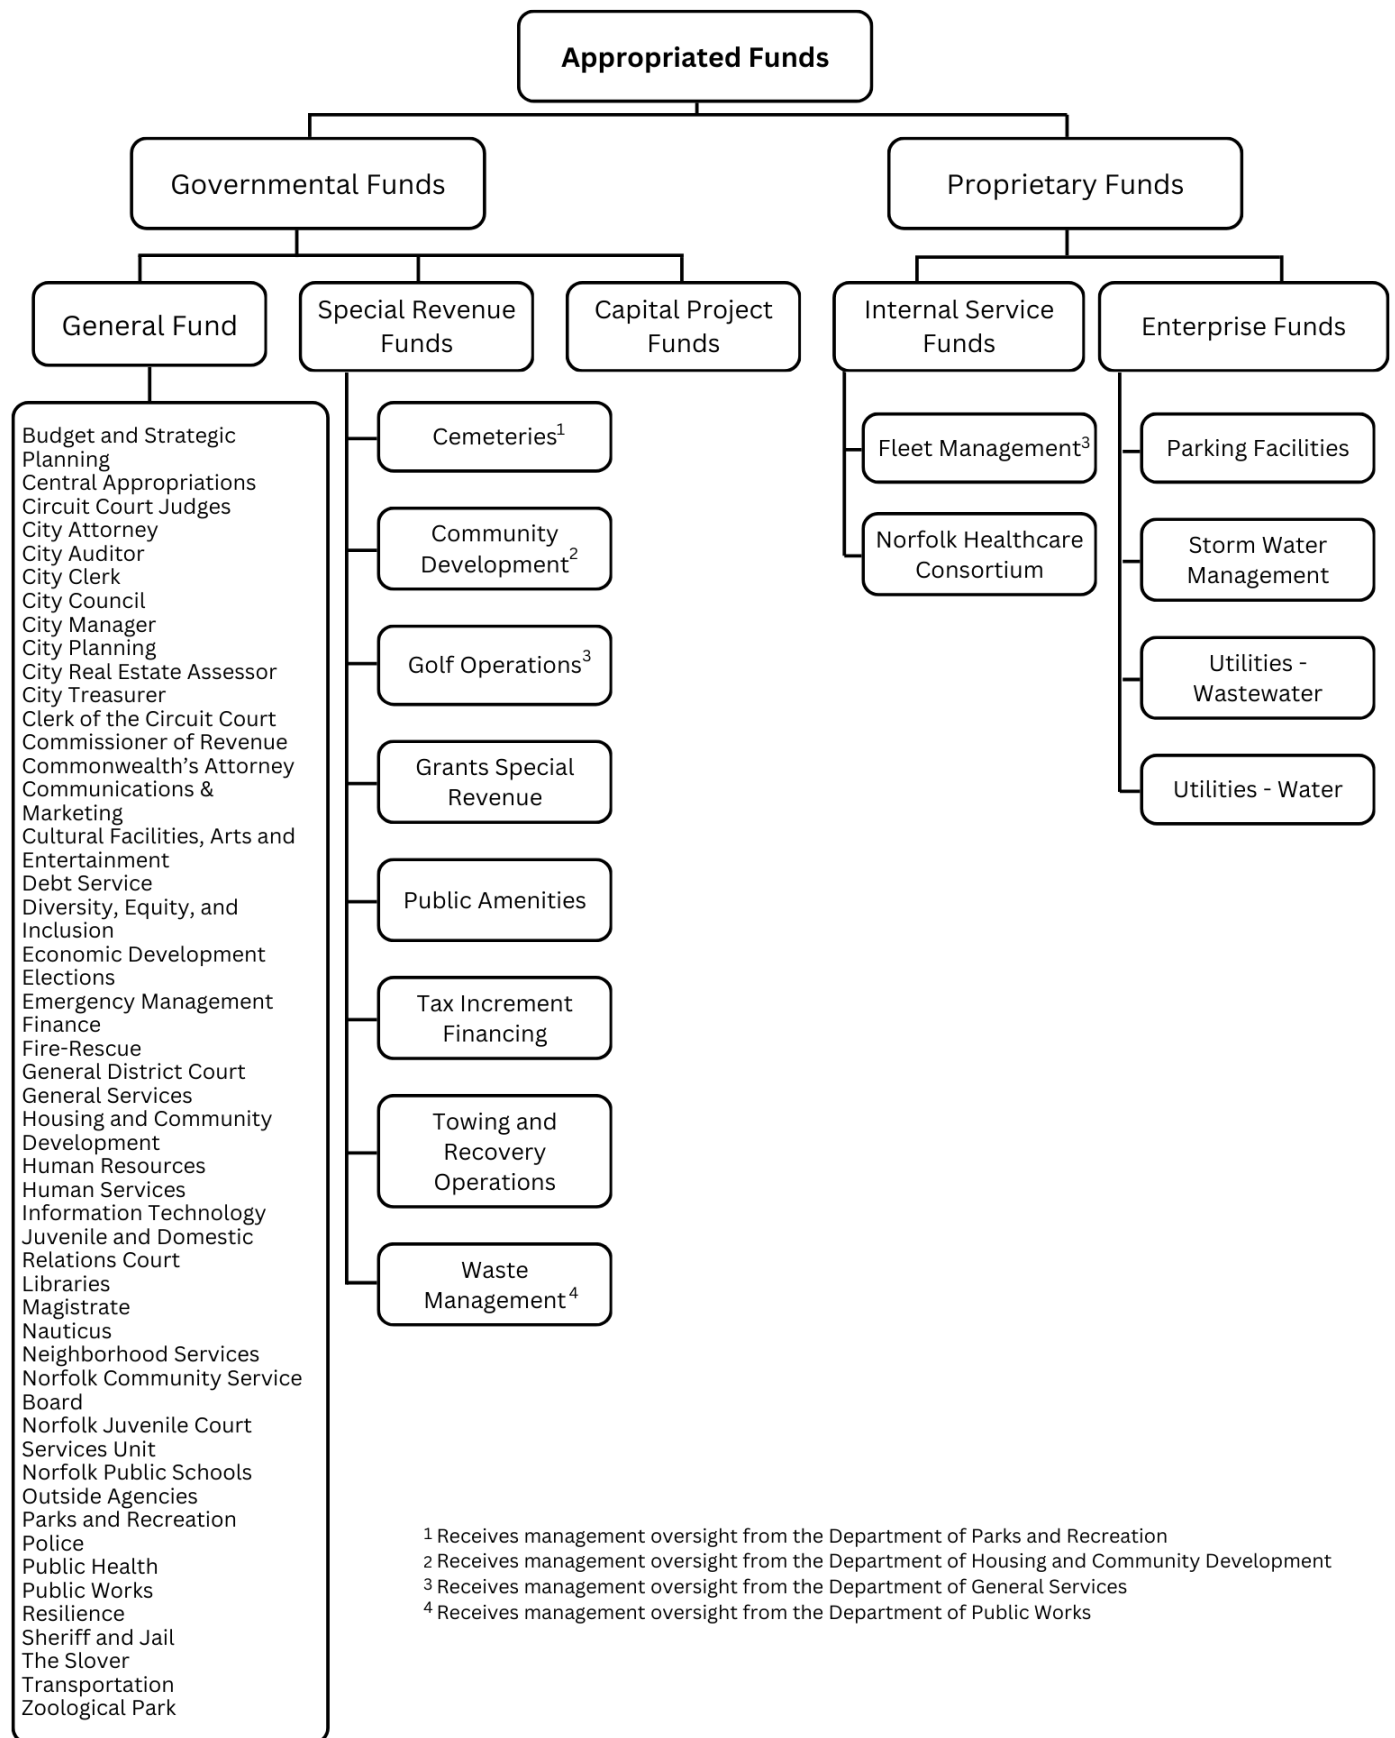 Appropriated Funds
Governmental Funds
Proprietary Funds
General Fund
Special Revenue
Funds
Capital Project
Funds
Internal Service
Funds
Enterprise Funds
Budget and Strategic
Planning
Central Appropriations
Circuit Court Judges
City Attorney
City Auditor
City Clerk
City Council
City Manager
City Planning
City Real Estate Assessor
City Treasurer
Clerk of the Circuit Court
Commissioner of Revenue
Commonwealth’s Attorney
Communications &
Marketing
Cultural Facilities, Arts and
Entertainment
Debt Service
Diversity, Equity, and
Inclusion
Economic Development
Elections
Emergency Management
Finance
Fire-Rescue
General District Court
General Services
Housing and Community
Development
Human Resources
Human Services
Information Technology
Juvenile and Domestic
Relations Court
Libraries
Magistrate
Nauticus
Neighborhood Services
Norfolk Community Service
Board
Norfolk Juvenile Court
Services Unit
Norfolk Public Schools
Outside Agencies
Parks and Recreation
Police
Public Health
Public Works
Resilience
Sheriff and Jail
The Slover
Transportation
Zoological Park
Cemeteries1
Community
Development2
Golf Operations3
Grants Special
Revenue
Public Amenities
Tax Increment
Financing
Towing and
Recovery
Operations
Waste
Management4
Fleet Management3
Norfolk Healthcare
Consortium
Parking Facilities
Storm Water
Management
Utilities -
Wastewater
Utilities - Water
1 Receives management oversight from the Department of Parks and Recreation
2 Receives management oversight from the Department of Housing and Community Development
3 Receives management oversight from the Department of General Services
4 Receives management oversight from the Department of Public Works